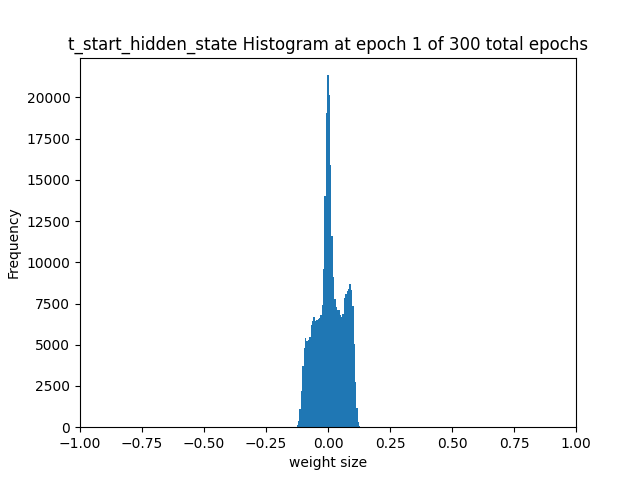 t_start_hidden_state Histogram at epoch 1 of 300 total epochs
Frequency
20000
17500
15000
12500
10000
7500
5000
2500
0
−1.00 −0.75 −0.50 −0.25 0.00 0.25 0.50 0.75 1.00
weight size